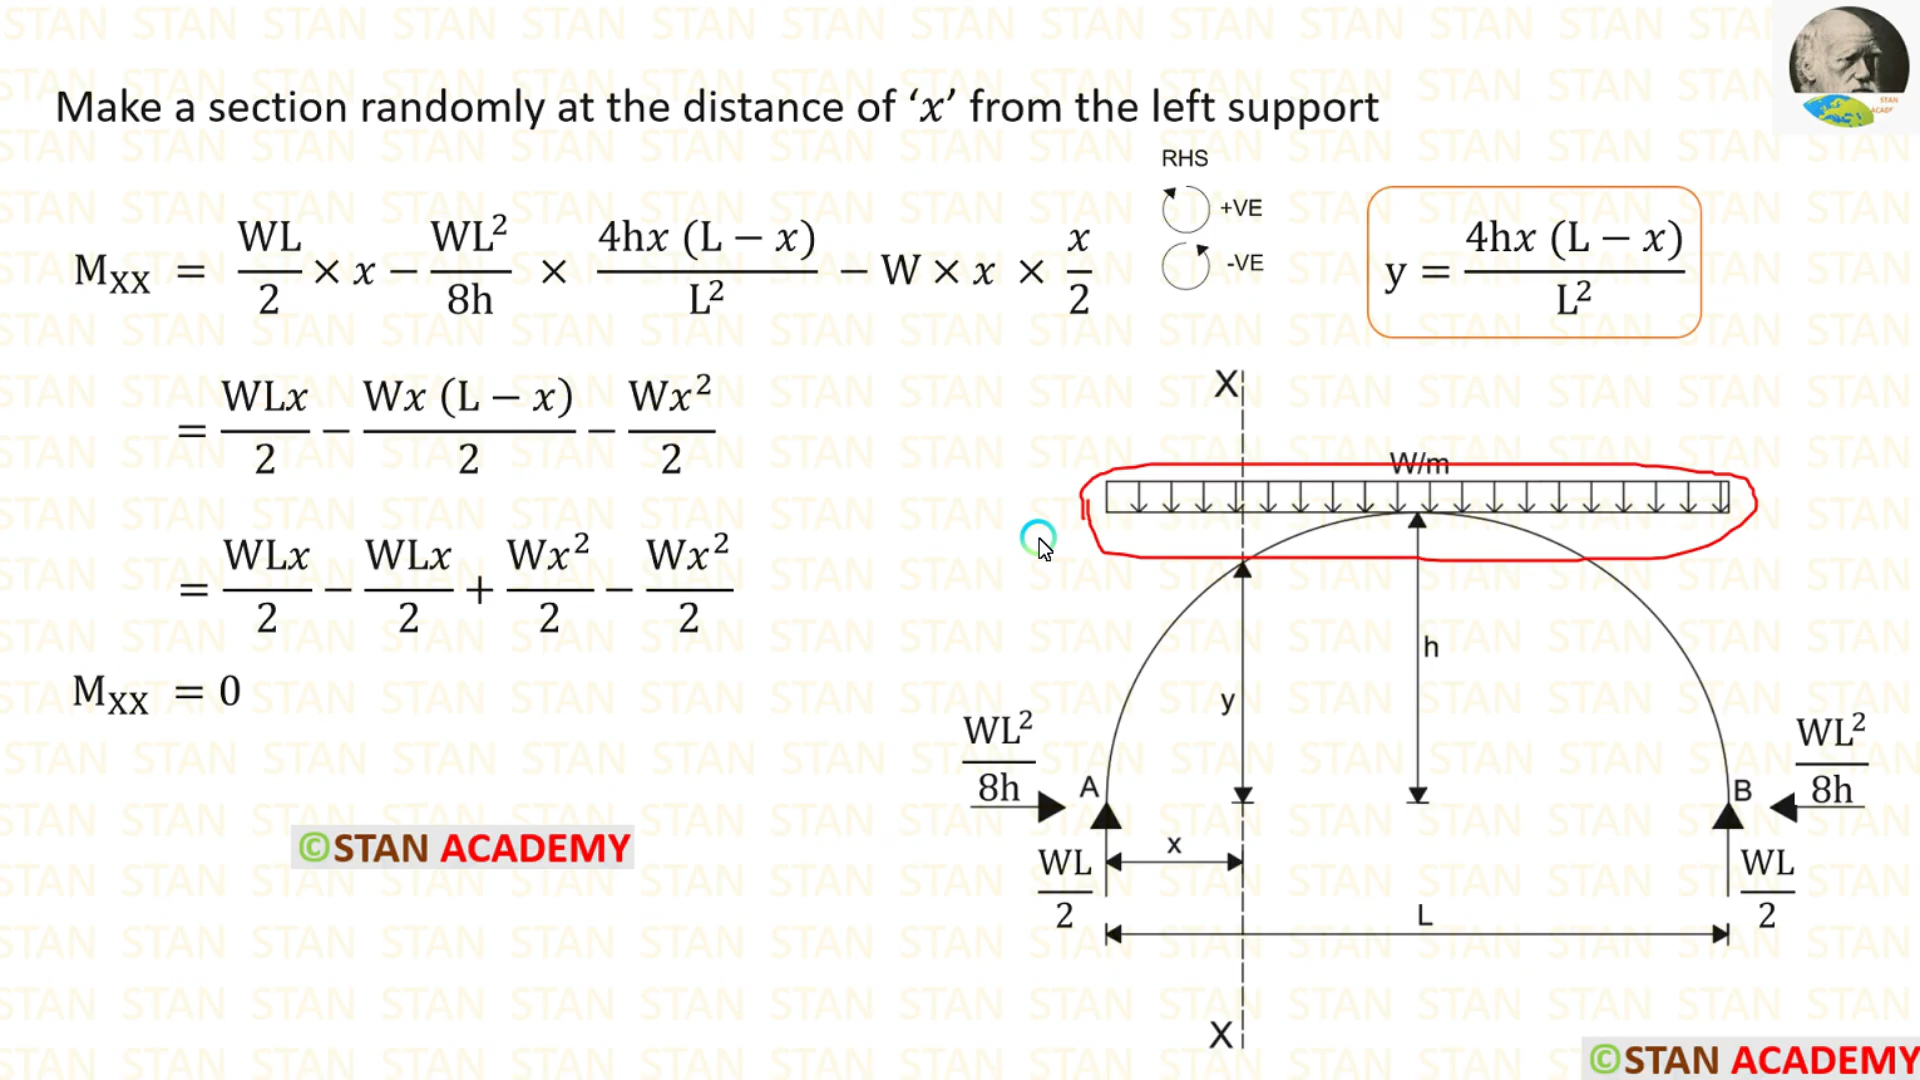 Make a section randomly at the distance of ‘x’ from the left support
RHS
+VE
-VE
M_XX = WL/2 × x − WL²/8h × 4hx (L − x)/L² − W × x × x/2
y = 4hx (L − x)/L²
= WLx/2 − Wx (L − x)/2 − Wx²/2
= WLx/2 − WLx/2 + Wx²/2 − Wx²/2
M_XX = 0
©STAN ACADEMY
X
W/m
h
y
WL²/8h
A
B
WL²/8h
x
WL/2
WL/2
L
X
©STAN ACADEMY
STAN